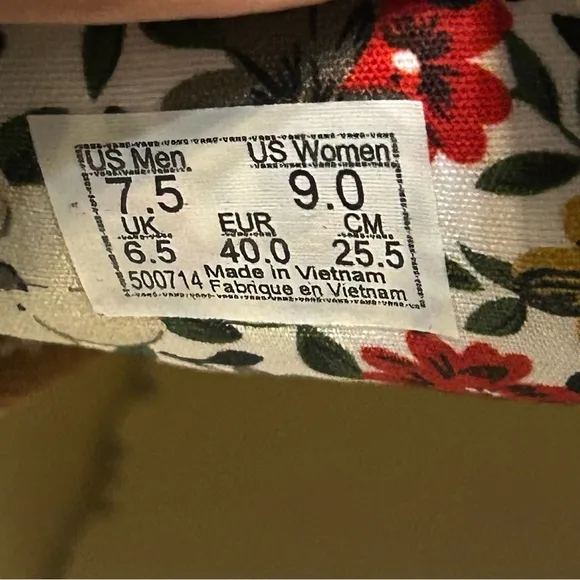 US Men US Women
7.5 9.0
UK EUR CM
6.5 40.0 25.5
500714 Made in Vietnam
Fabrique en Vietnam